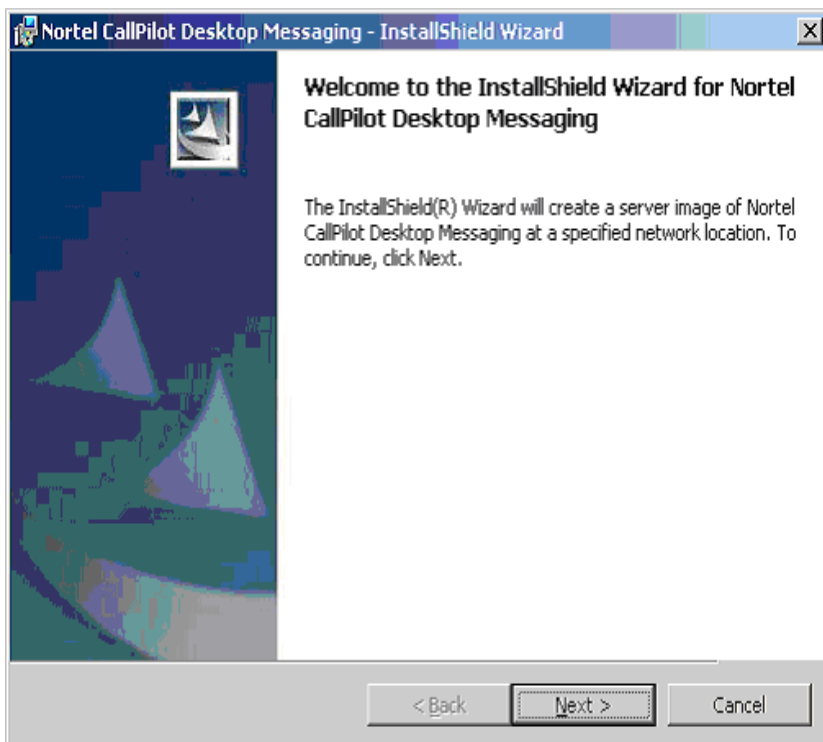 Nortel CallPilot Desktop Messaging - InstallShield Wizard
Welcome to the InstallShield Wizard for Nortel
CallPilot Desktop Messaging
The InstallShield(R) Wizard will create a server image of Nortel
CallPilot Desktop Messaging at a specified network location. To
continue, click Next.
< Back
Next >
Cancel